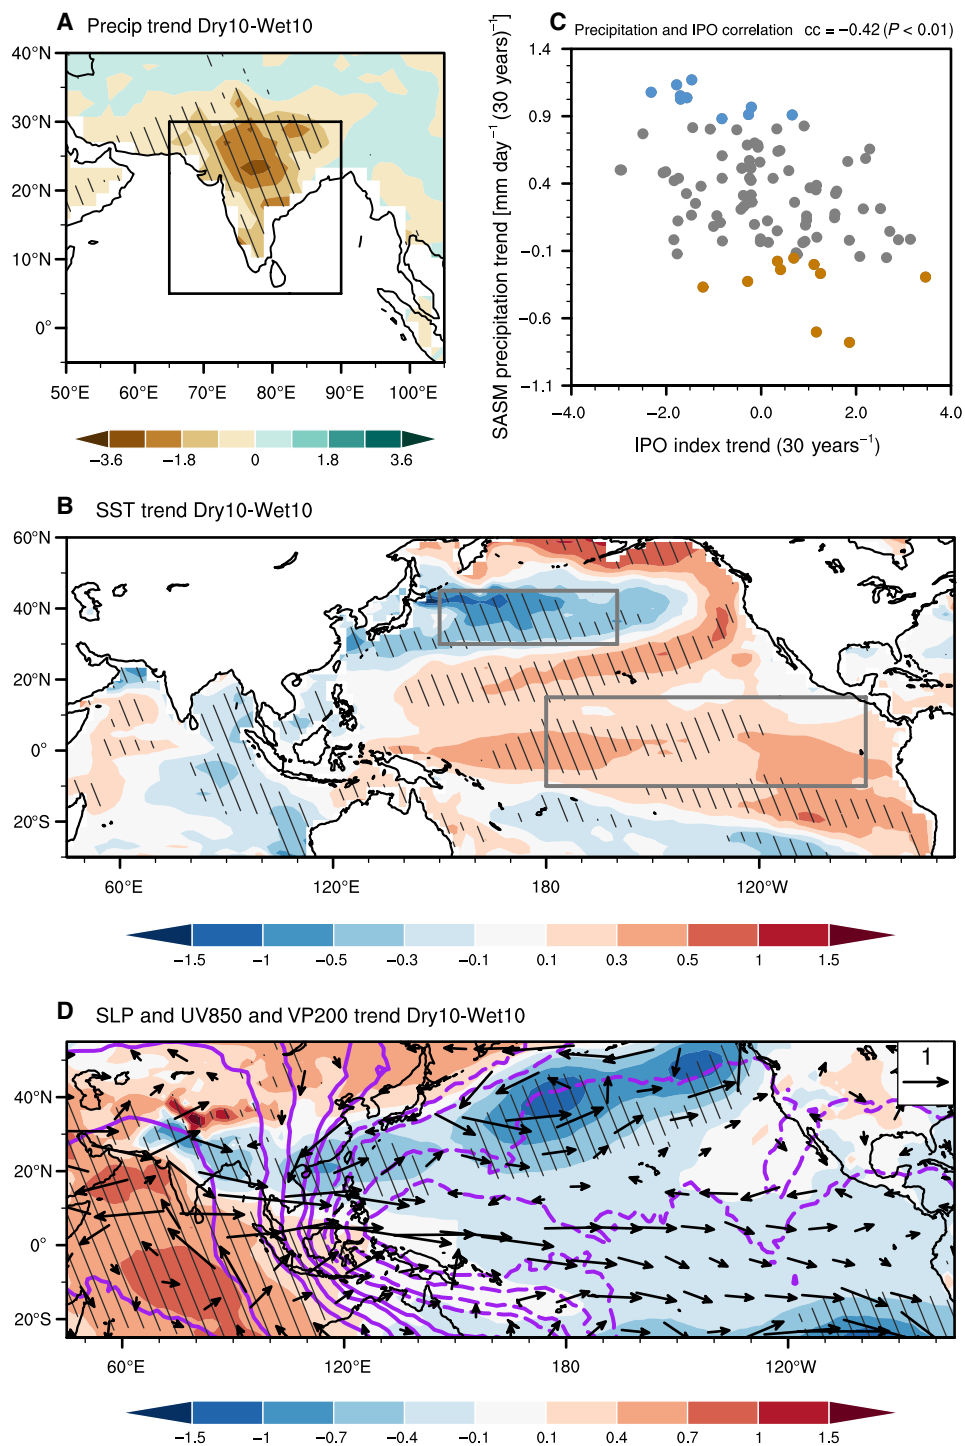 A Precip trend Dry10-Wet10
40°N
30°N
20°N
10°N
0°
50°E 60°E 70°E 80°E 90°E 100°E
−3.6 −1.8 0 1.8 3.6
C Precipitation and IPO correlation cc = −0.42 (P < 0.01)
SASM precipitation trend [mm day⁻¹ (30 years)⁻¹]
1.4
0.9
0.4
−0.1
−0.6
−1.1
−4.0 −2.0 0.0 2.0 4.0
IPO index trend (30 years⁻¹)
B SST trend Dry10-Wet10
60°N
40°N
20°N
0°
20°S
60°E 120°E 180 120°W
−1.5 −1 −0.5 −0.3 −0.1 0.1 0.3 0.5 1 1.5
D SLP and UV850 and VP200 trend Dry10-Wet10
1
40°N
20°N
0°
20°S
60°E 120°E 180 120°W
−1.5 −1 −0.7 −0.4 −0.1 0.1 0.4 0.7 1 1.5